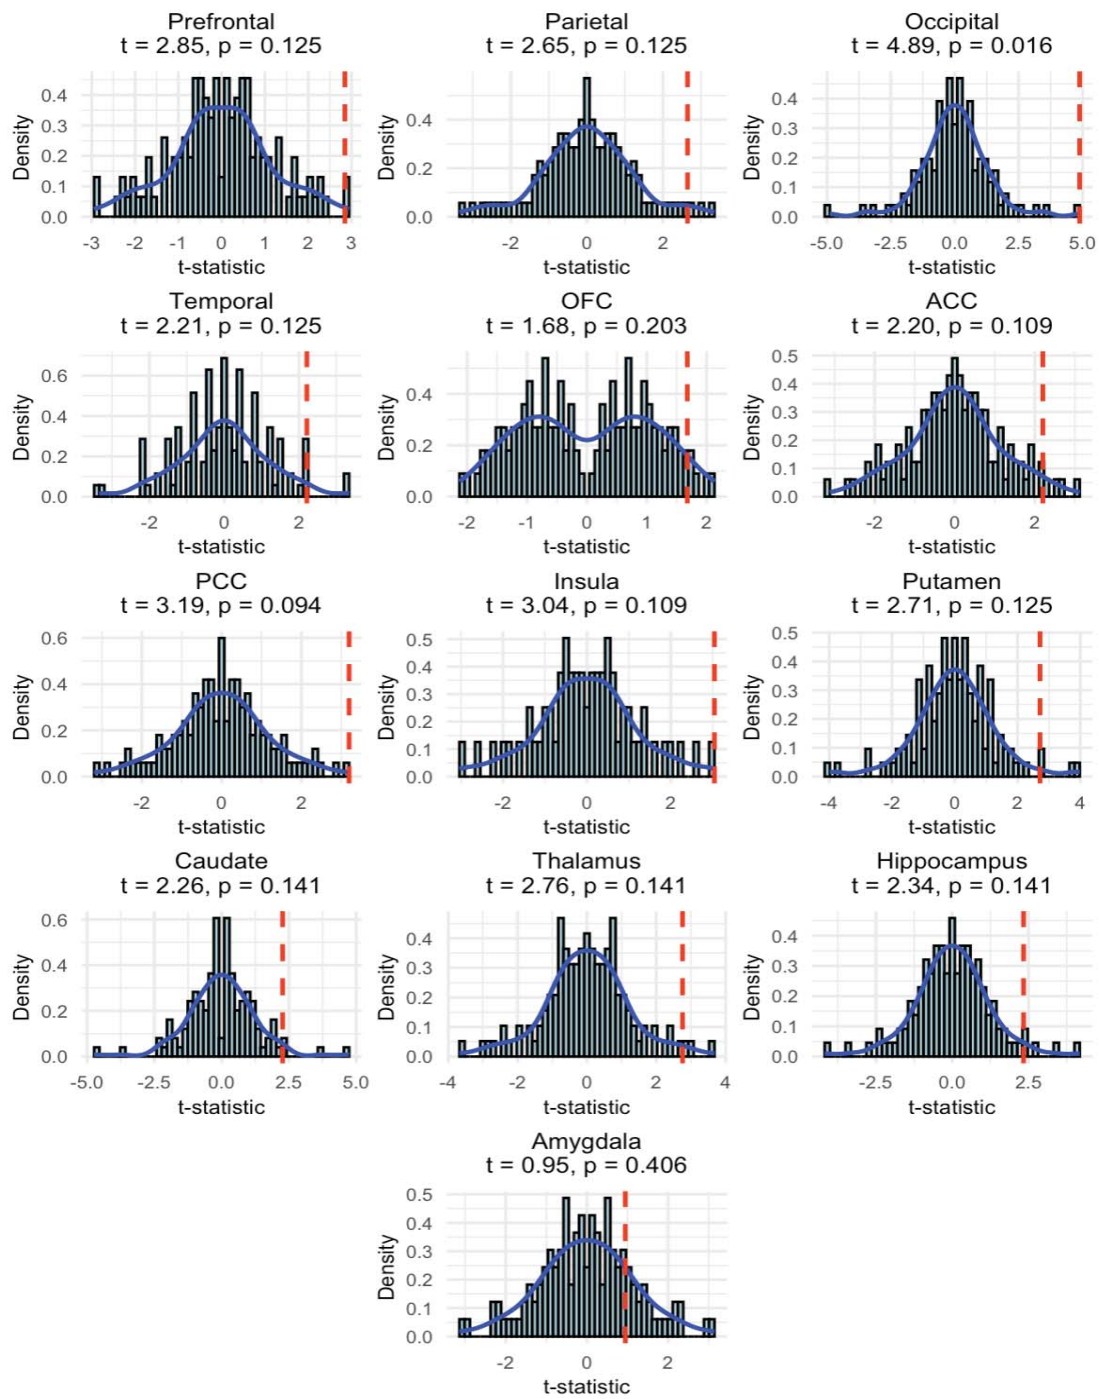 Prefrontal
t = 2.85, p = 0.125
Density
0.4
0.3
0.2
0.1
0.0
-3 -2 -1 0 1 2 3
t-statistic
Parietal
t = 2.65, p = 0.125
Density
0.4
0.2
0.0
-2 0 2
t-statistic
Occipital
t = 4.89, p = 0.016
Density
0.4
0.3
0.2
0.1
0.0
-5.0 -2.5 0.0 2.5 5.0
t-statistic
Temporal
t = 2.21, p = 0.125
Density
0.6
0.4
0.2
0.0
-2 0 2
t-statistic
OFC
t = 1.68, p = 0.203
Density
0.4
0.2
0.0
-2 -1 0 1 2
t-statistic
ACC
t = 2.20, p = 0.109
Density
0.5
0.4
0.3
0.2
0.1
0.0
-2 0 2
t-statistic
PCC
t = 3.19, p = 0.094
Density
0.6
0.4
0.2
0.0
-2 0 2
t-statistic
Insula
t = 3.04, p = 0.109
Density
0.5
0.4
0.3
0.2
0.1
0.0
-2 0 2
t-statistic
Putamen
t = 2.71, p = 0.125
Density
0.5
0.4
0.3
0.2
0.1
0.0
-4 -2 0 2 4
t-statistic
Caudate
t = 2.26, p = 0.141
Density
0.6
0.4
0.2
0.0
-5.0 -2.5 0.0 2.5 5.0
t-statistic
Thalamus
t = 2.76, p = 0.141
Density
0.4
0.3
0.2
0.1
0.0
-4 -2 0 2 4
t-statistic
Hippocampus
t = 2.34, p = 0.141
Density
0.4
0.3
0.2
0.1
0.0
-2.5 0.0 2.5
t-statistic
Amygdala
t = 0.95, p = 0.406
Density
0.5
0.4
0.3
0.2
0.1
0.0
-2 0 2
t-statistic